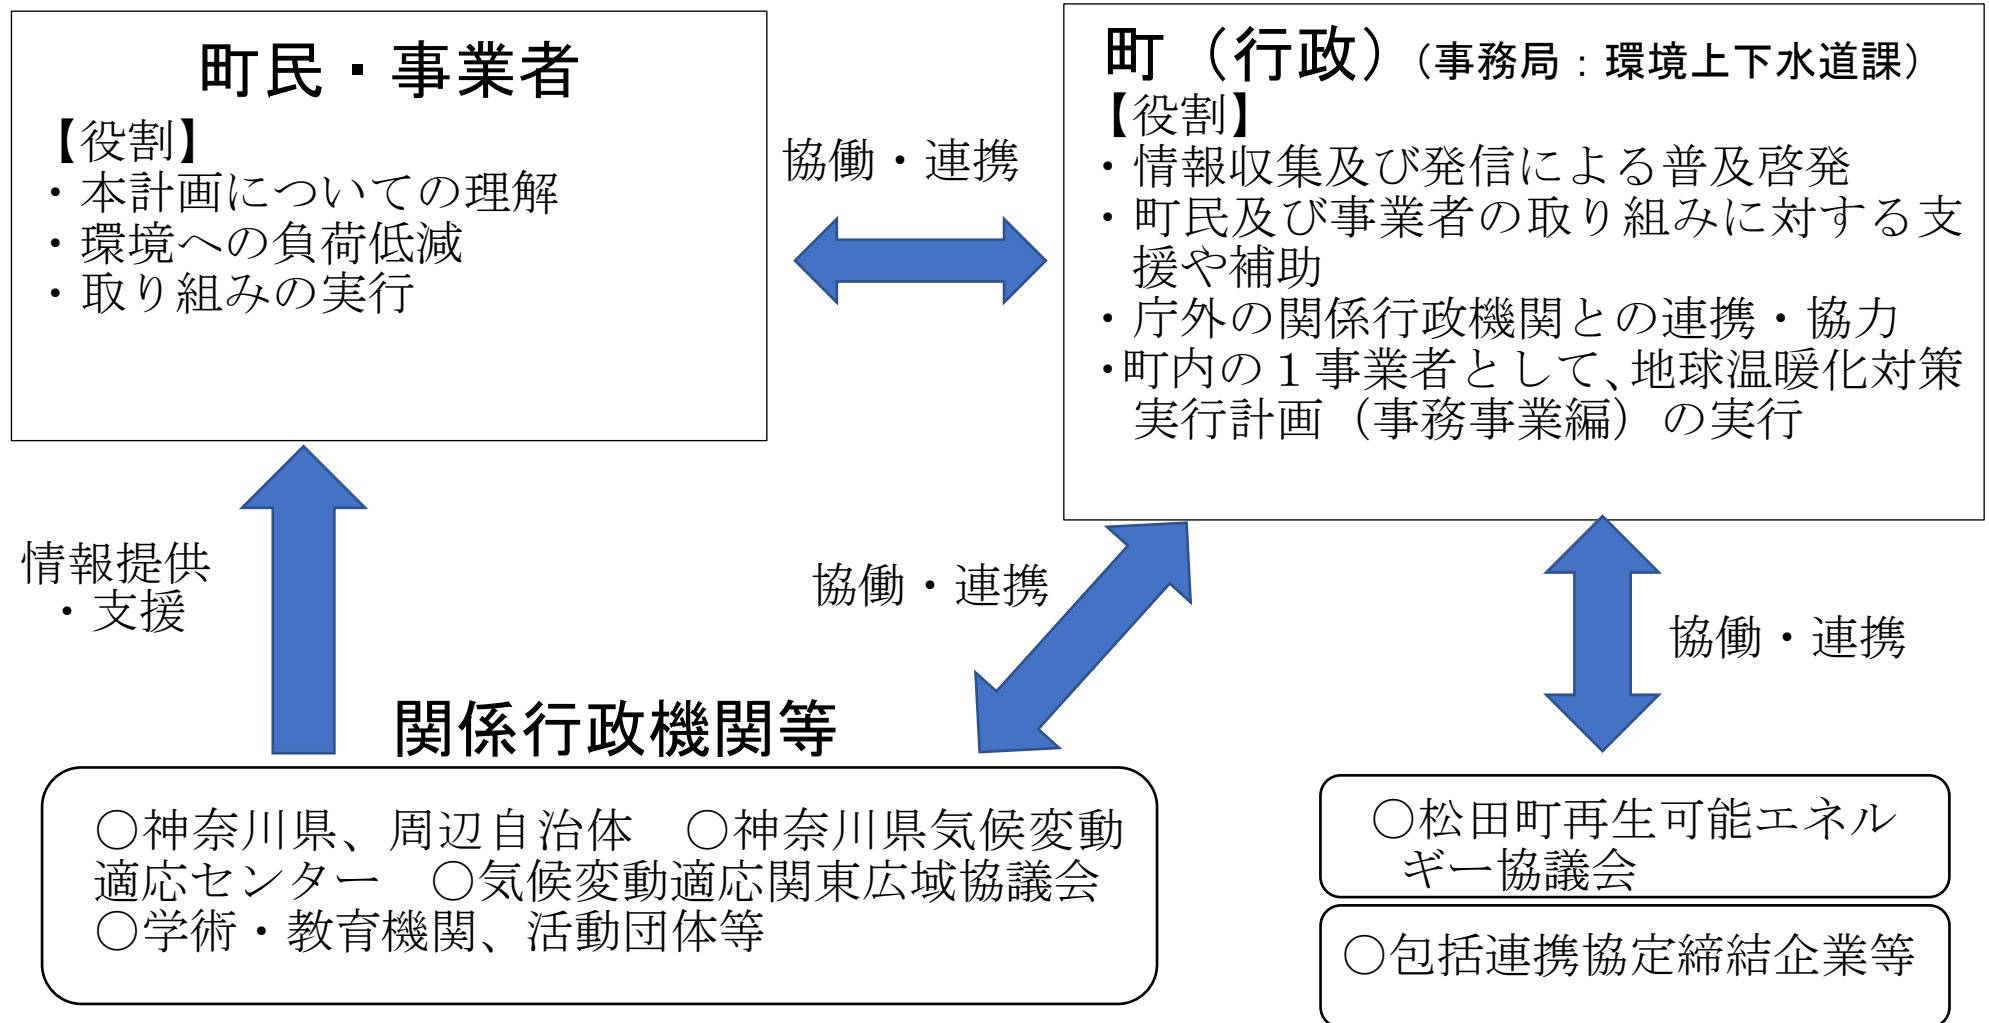 町民・事業者
【役割】
・本計画についての理解
・環境への負荷低減
・取り組みの実行
協働・連携
町（行政）（事務局：環境上下水道課）
【役割】
・情報収集及び発信による普及啓発
・町民及び事業者の取り組みに対する支
援や補助
・庁外の関係行政機関との連携・協力
・町内の１事業者として、地球温暖化対策
実行計画（事務事業編）の実行
情報提供
・支援
協働・連携
協働・連携
関係行政機関等
○神奈川県、周辺自治体　○神奈川県気候変動
適応センター　○気候変動適応関東広域協議会
○学術・教育機関、活動団体等
○松田町再生可能エネル
ギー協議会
○包括連携協定締結企業等